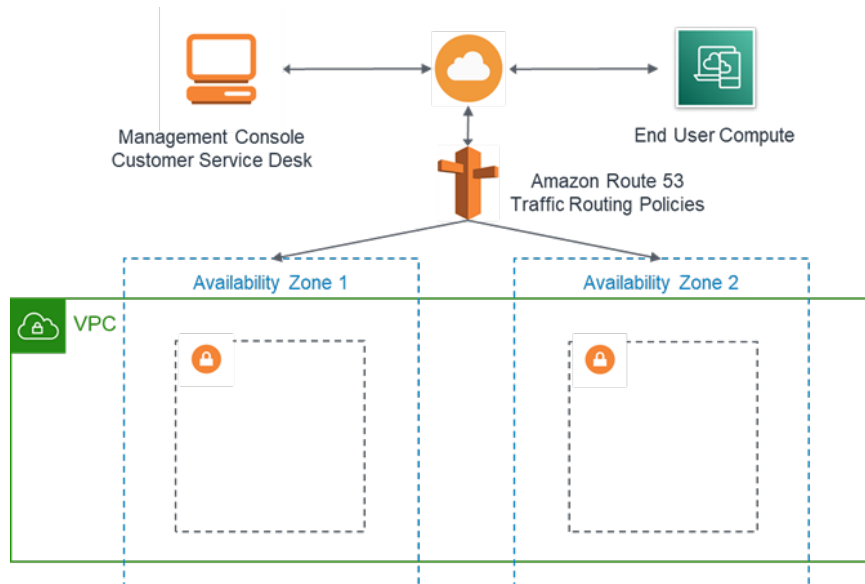 Management Console
Customer Service Desk
End User Compute
Amazon Route 53
Traffic Routing Policies
Availability Zone 1
Availability Zone 2
VPC